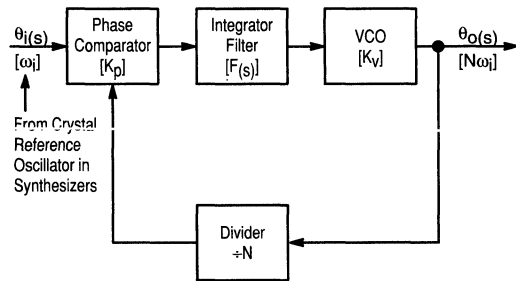 θi(s)
[ωi]
Phase
Comparator
[Kp]
Integrator
Filter
[F(s)]
VCO
[Kv]
θo(s)
[Nωi]
From Crystal
Reference
Oscillator in
Synthesizers
Divider
÷N